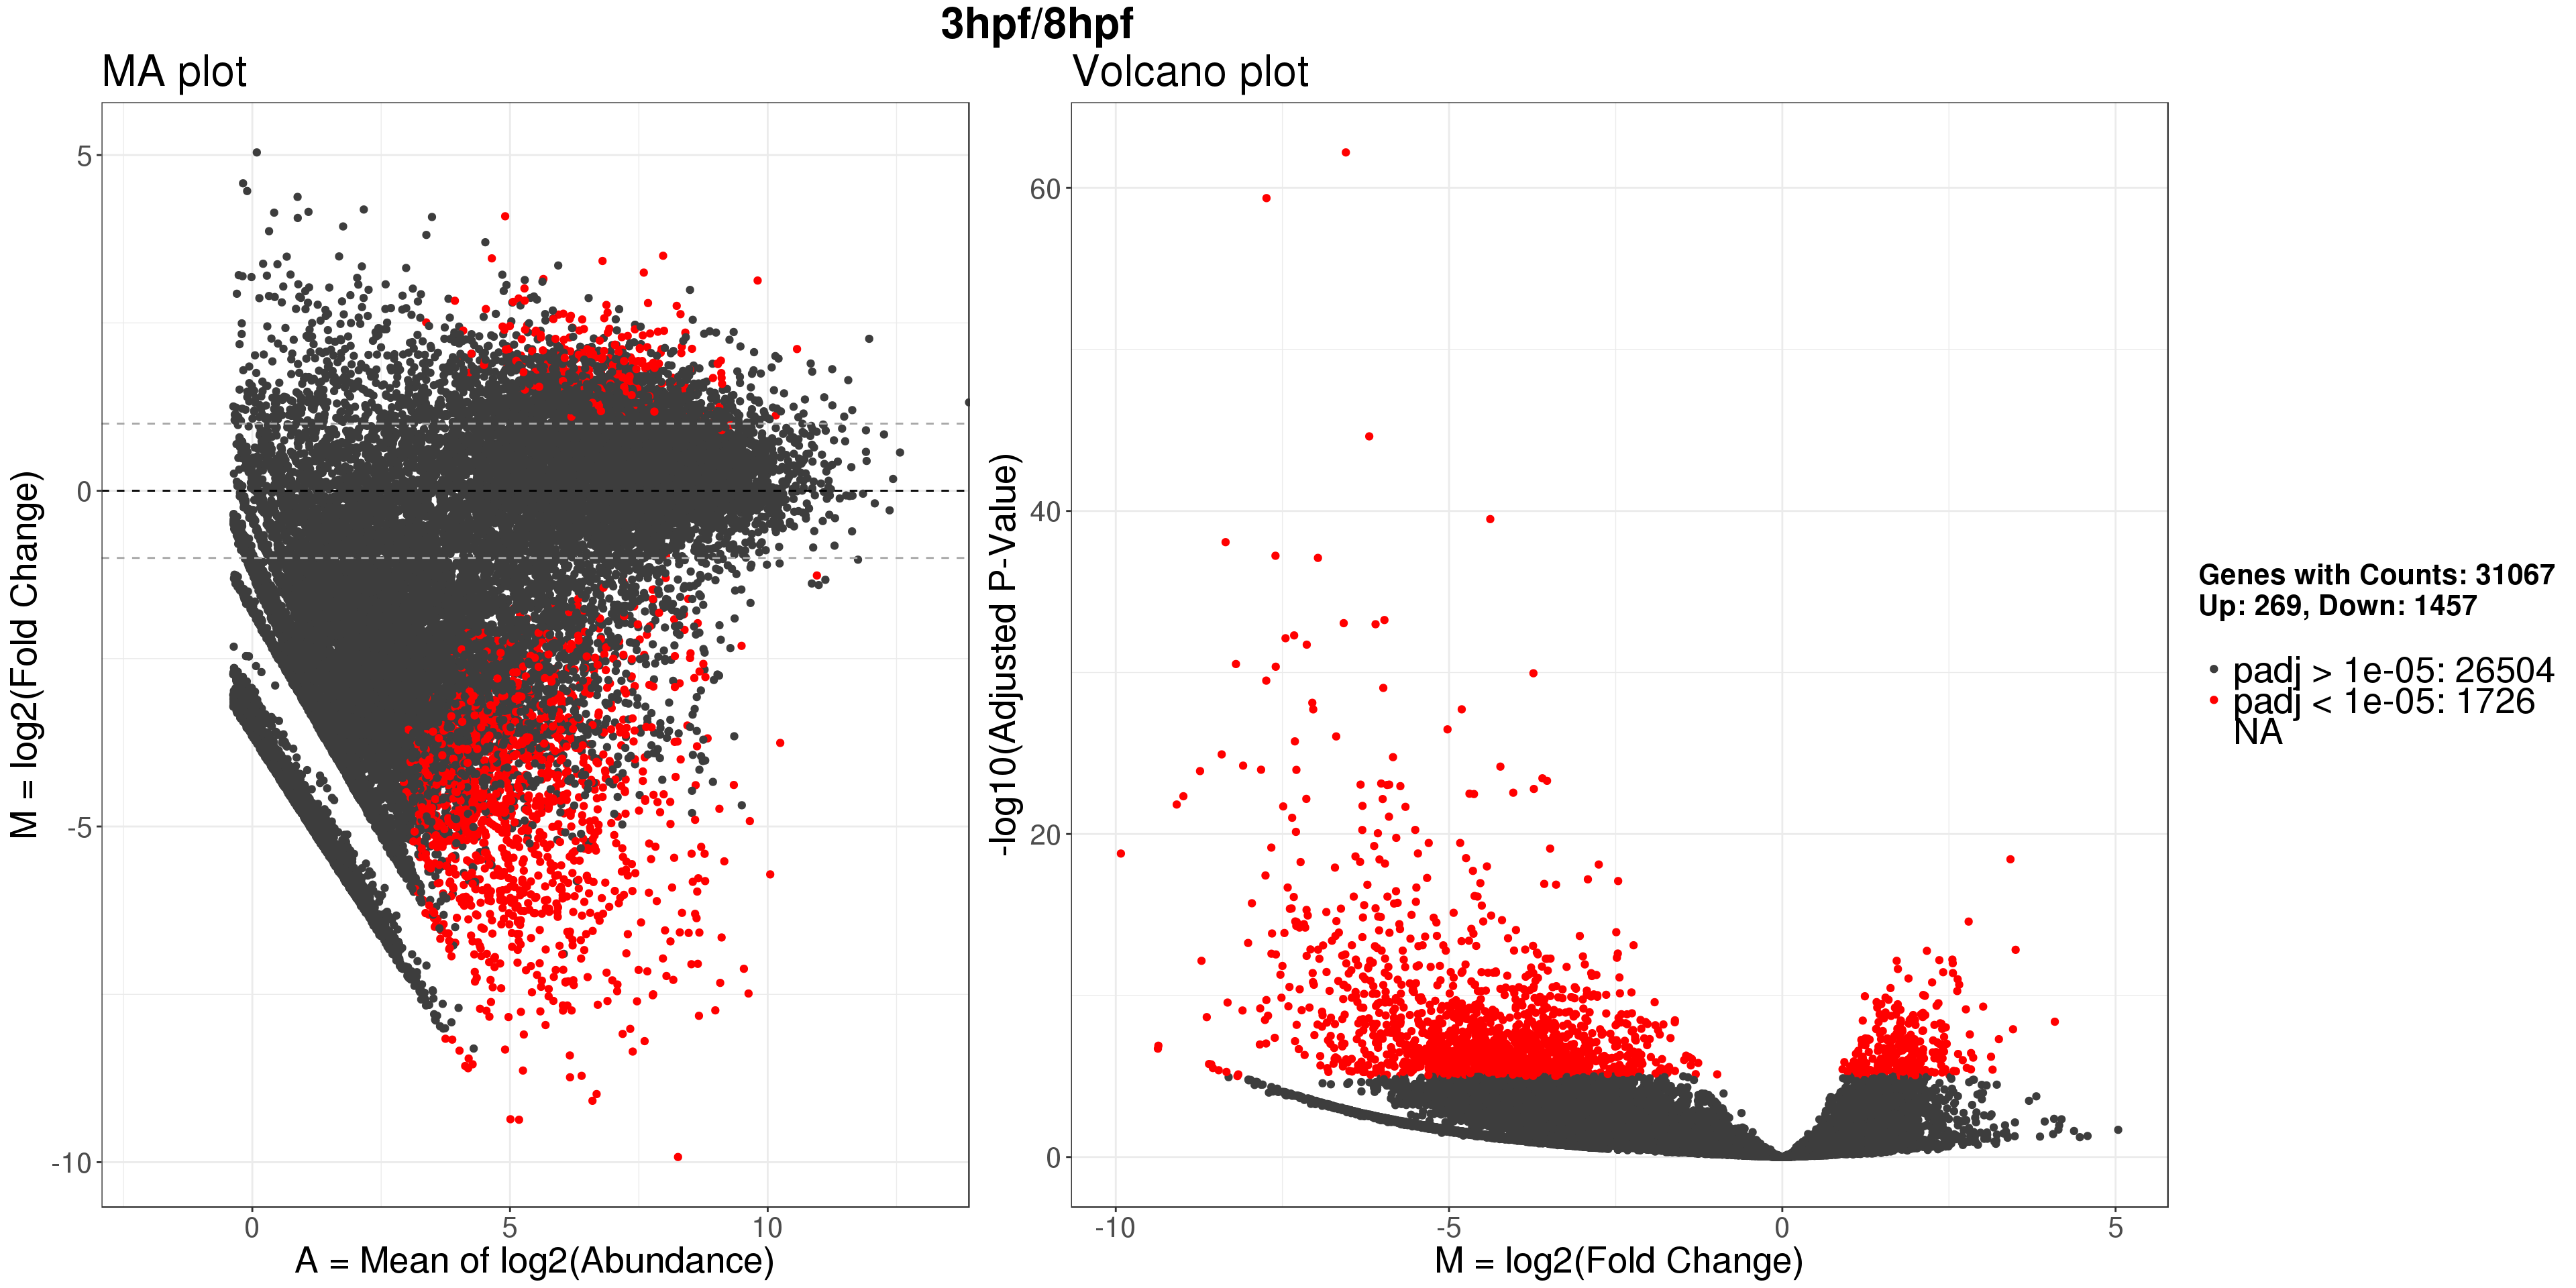 3hpf/8hpf
MA plot
Volcano plot
M = log2(Fold Change)
5
0
-5
-10
0
5
10
A = Mean of log2(Abundance)
-log10(Adjusted P-Value)
60
40
20
0
-10
-5
0
5
M = log2(Fold Change)
Genes with Counts: 31067
Up: 269, Down: 1457
padj > 1e-05: 26504
padj < 1e-05: 1726
NA